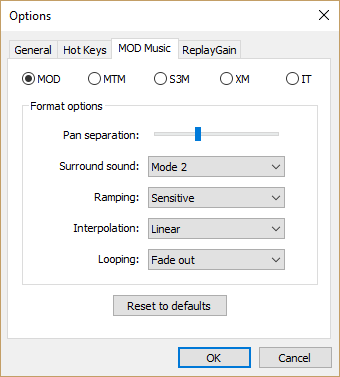 Options
General Hot Keys MOD Music ReplayGain
MOD MTM S3M XM IT
Format options
Pan separation:
Surround sound: Mode 2
Ramping: Sensitive
Interpolation: Linear
Looping: Fade out
Reset to defaults
OK Cancel